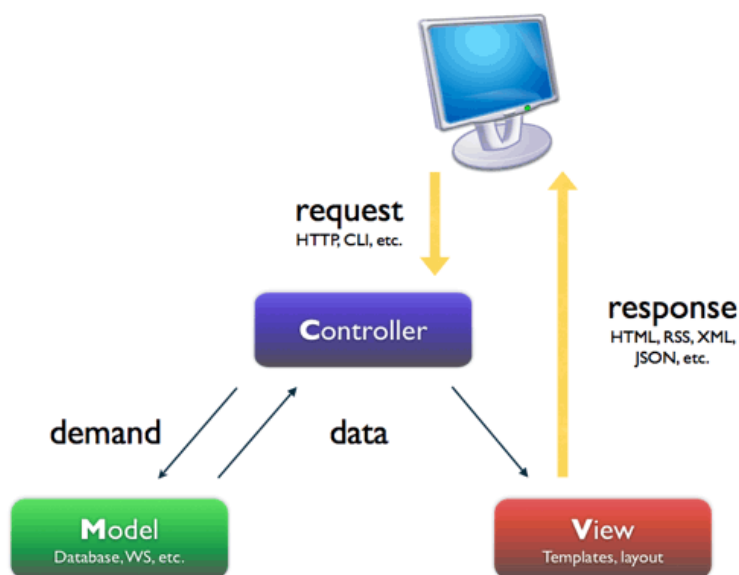 request
HTTP, CLI, etc.
Controller
response
HTML, RSS, XML,
JSON, etc.
demand
data
Model
Database, WS, etc.
View
Templates, layout